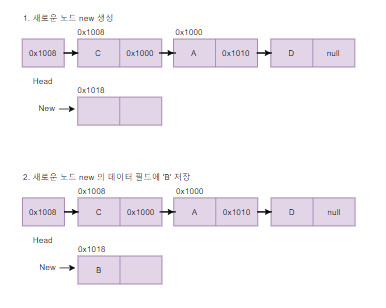 1. 새로운 노드 new 생성
0x1008 0x1000
0x1008 C 0x1000 A 0x1010 D null
Head
0x1018
New
2. 새로운 노드 new 의 데이터 필드에 'B' 저장
0x1008 0x1000
0x1008 C 0x1000 A 0x1010 D null
Head
0x1018
New B